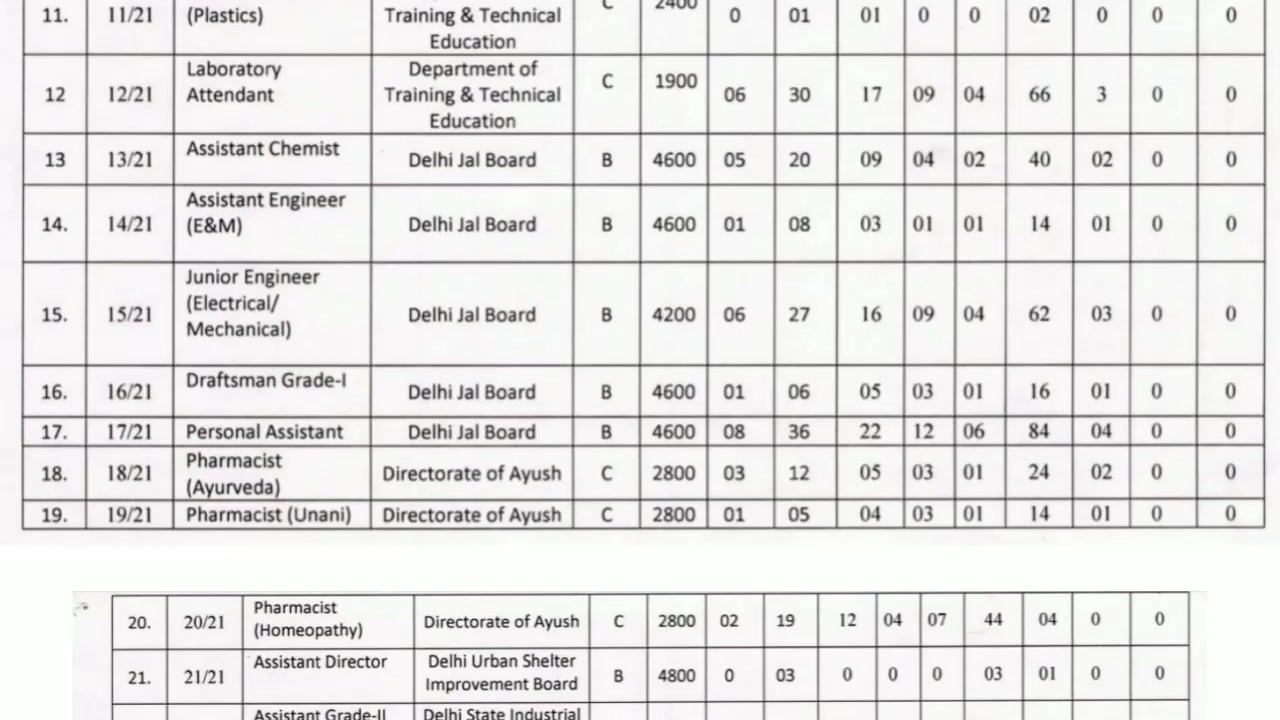 11. 11/21 (Plastics) Training & Technical Education C 2400 0 01 01 0 0 02 0 0 0
12 12/21 Laboratory Attendant Department of Training & Technical Education C 1900 06 30 17 09 04 66 3 0 0
13 13/21 Assistant Chemist Delhi Jal Board B 4600 05 20 09 04 02 40 02 0 0
14. 14/21 Assistant Engineer (E&M) Delhi Jal Board B 4600 01 08 03 01 01 14 01 0 0
15. 15/21 Junior Engineer (Electrical/ Mechanical) Delhi Jal Board B 4200 06 27 16 09 04 62 03 0 0
16. 16/21 Draftsman Grade-I Delhi Jal Board B 4600 01 06 05 03 01 16 01 0 0
17. 17/21 Personal Assistant Delhi Jal Board B 4600 08 36 22 12 06 84 04 0 0
18. 18/21 Pharmacist (Ayurveda) Directorate of Ayush C 2800 03 12 05 03 01 24 02 0 0
19. 19/21 Pharmacist (Unani) Directorate of Ayush C 2800 01 05 04 03 01 14 01 0 0
20. 20/21 Pharmacist (Homeopathy) Directorate of Ayush C 2800 02 19 12 04 07 44 04 0 0
21. 21/21 Assistant Director Delhi Urban Shelter Improvement Board B 4800 0 03 0 0 0 03 01 0 0
Assistant Grade-II Delhi State Industrial